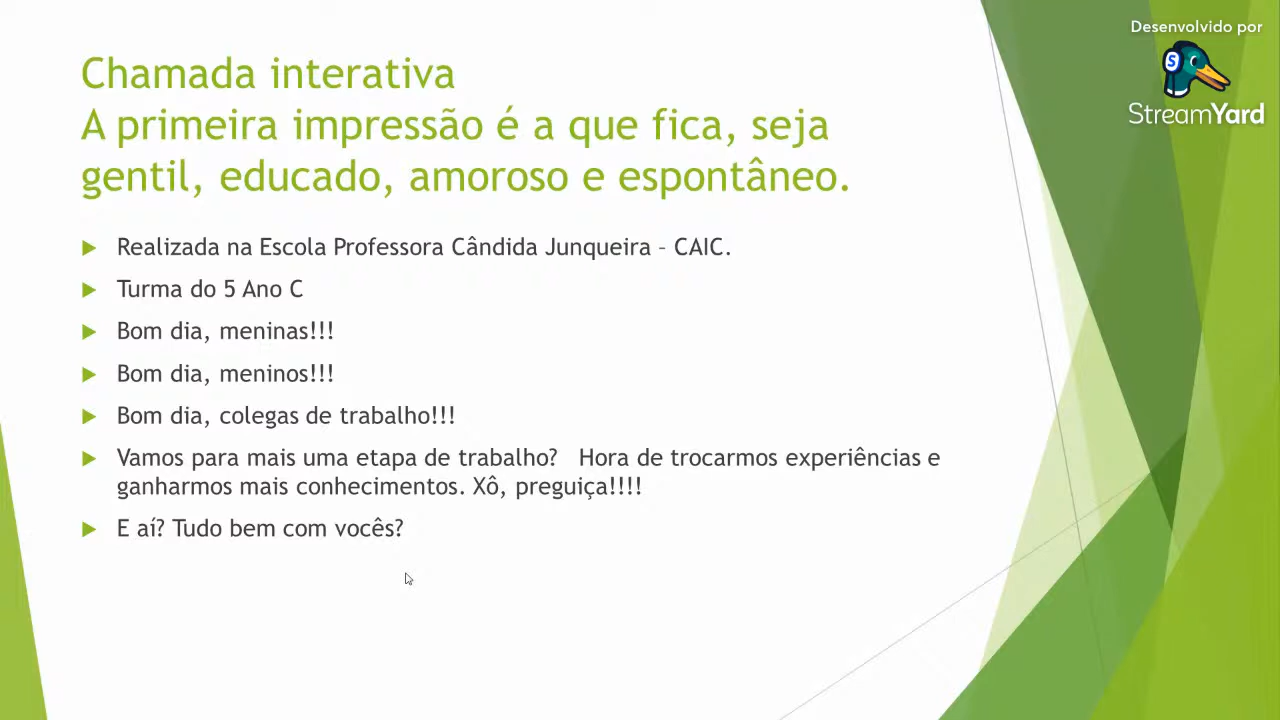 Desenvolvido por
StreamYard
Chamada interativa
A primeira impressão é a que fica, seja
gentil, educado, amoroso e espontâneo.
Realizada na Escola Professora Cândida Junqueira – CAIC.
Turma do 5 Ano C
Bom dia, meninas!!!
Bom dia, meninos!!!
Bom dia, colegas de trabalho!!!
Vamos para mais uma etapa de trabalho?   Hora de trocarmos experiências e
ganharmos mais conhecimentos. Xô, preguiça!!!!
E aí? Tudo bem com vocês?